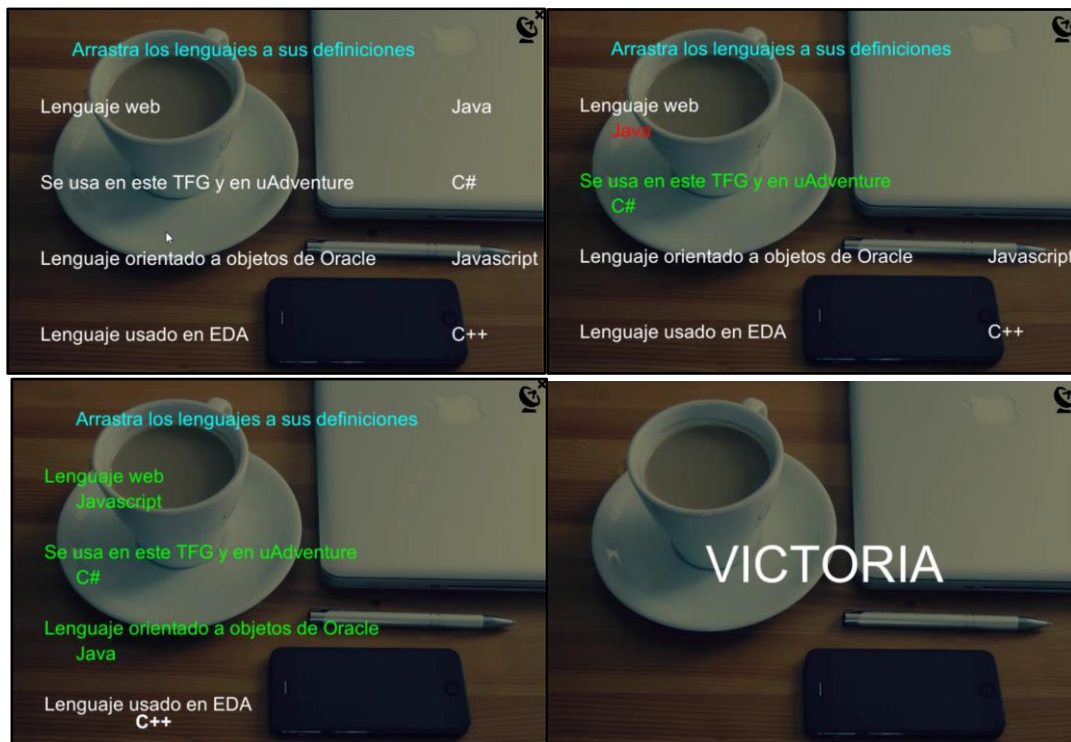 Arrastra los lenguajes a sus definiciones
Lenguaje web Java
Se usa en este TFG y en uAdventure C#
Lenguaje orientado a objetos de Oracle Javascript
Lenguaje usado en EDA C++
Arrastra los lenguajes a sus definiciones
Lenguaje web
Java
Se usa en este TFG y en uAdventure
C#
Lenguaje orientado a objetos de Oracle Javascript
Lenguaje usado en EDA C++
Arrastra los lenguajes a sus definiciones
Lenguaje web
Javascript
Se usa en este TFG y en uAdventure
C#
Lenguaje orientado a objetos de Oracle
Java
Lenguaje usado en EDA
C++
VICTORIA